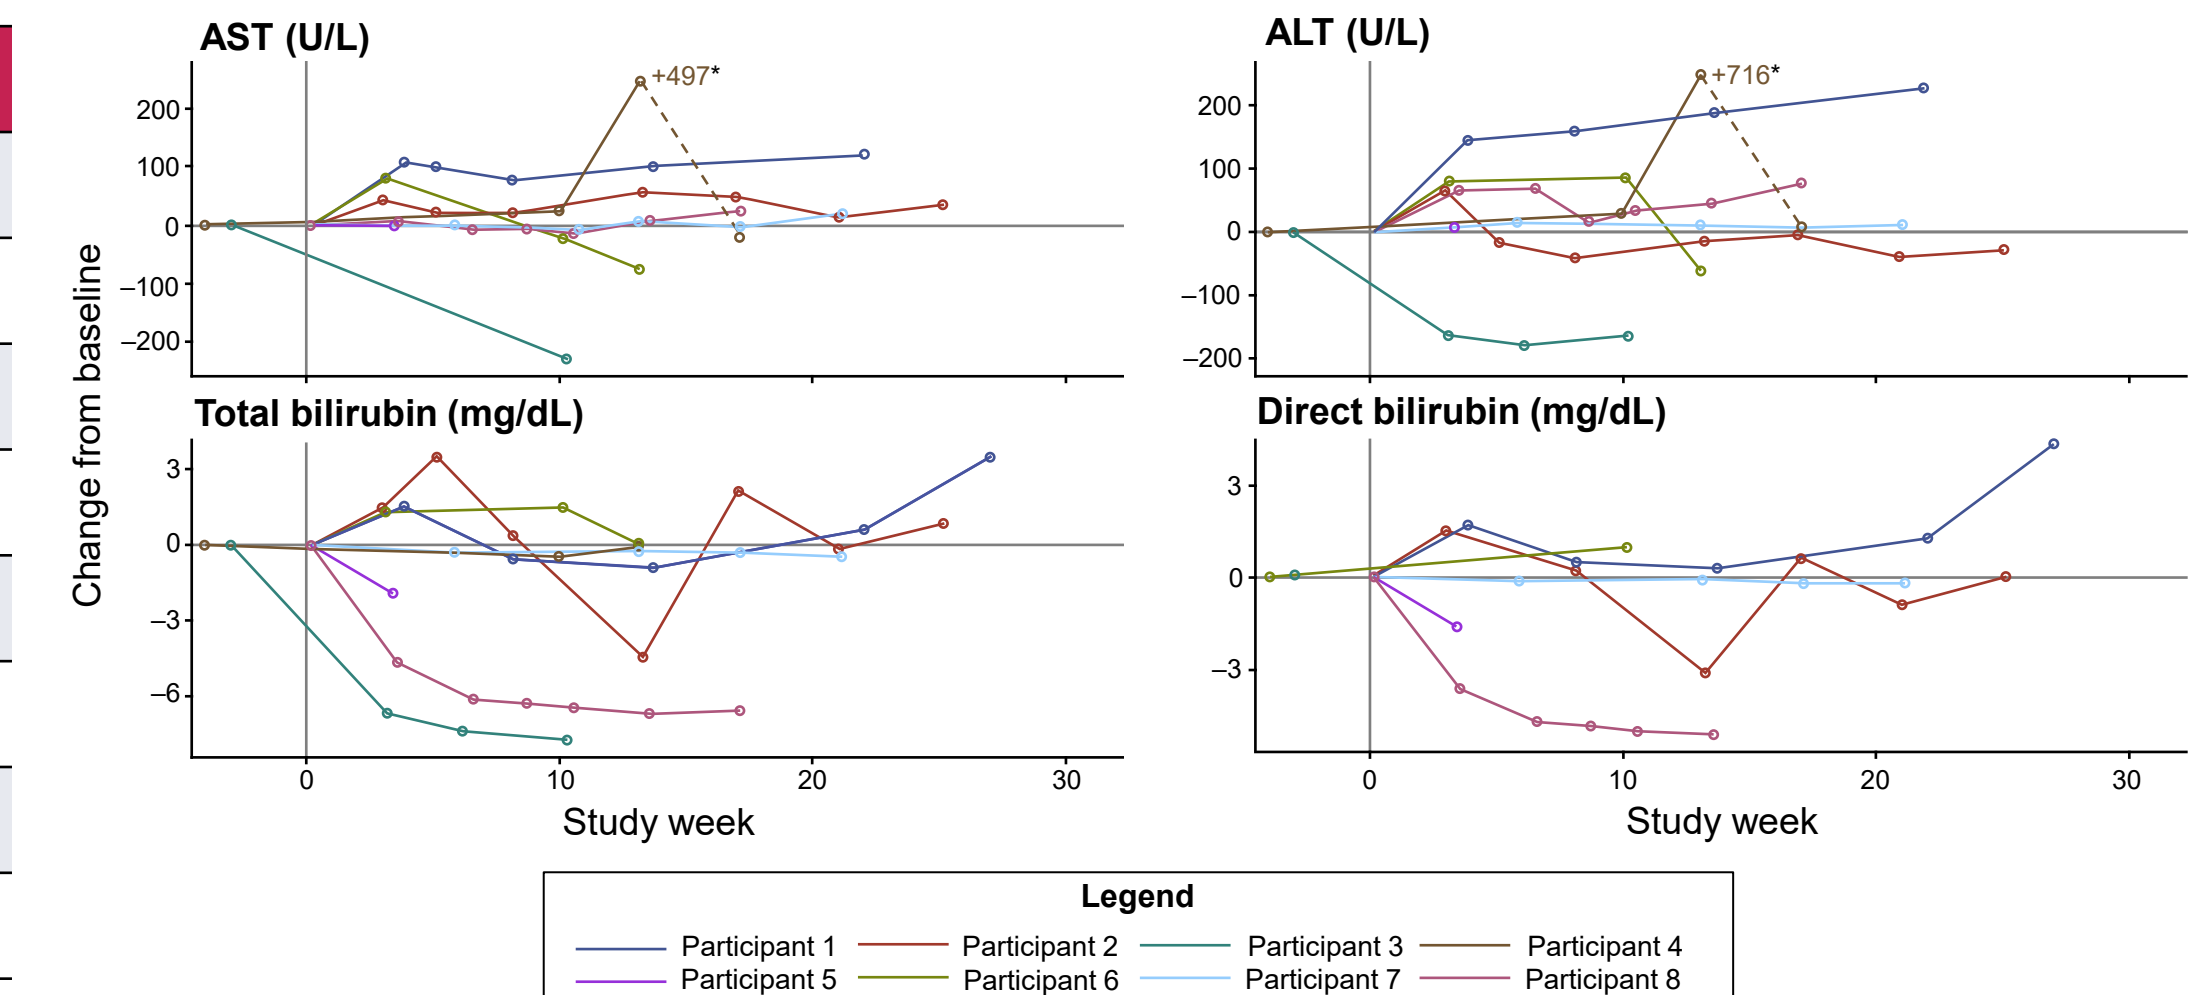 AST (U/L)
ALT (U/L)
+497*
+716*
200
100
0
–100
–200
200
100
0
–100
–200
Change from baseline
Total bilirubin (mg/dL)
Direct bilirubin (mg/dL)
3
0
–3
–6
3
0
–3
0
10
20
30
0
10
20
30
Study week
Study week
Legend
Participant 1
Participant 2
Participant 3
Participant 4
Participant 5
Participant 6
Participant 7
Participant 8